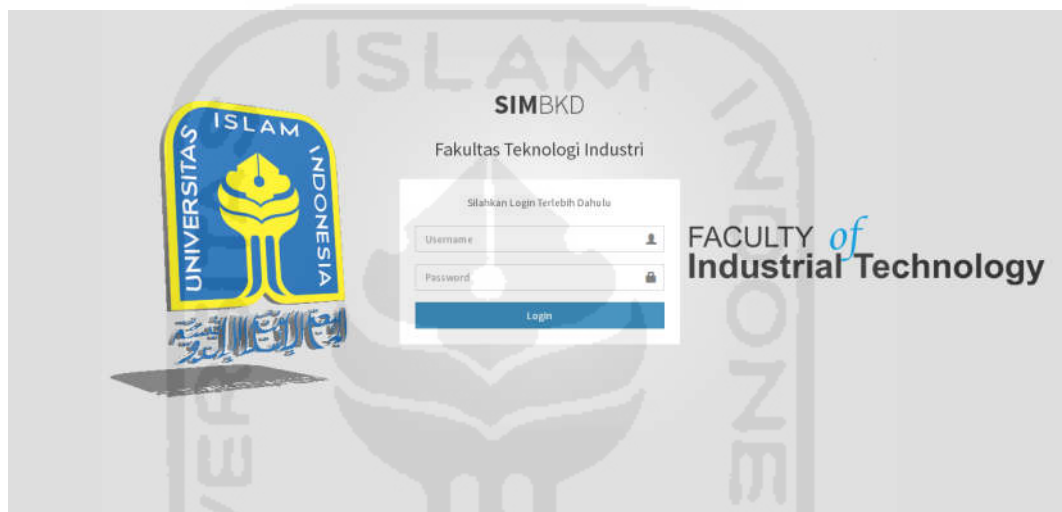 UNIVERSITAS ISLAM INDONESIA
SIMBKD
Fakultas Teknologi Industri
Silahkan Login Terlebih Dahulu
Username
Password
Login
FACULTY of
Industrial Technology
ISLAM
INDONE